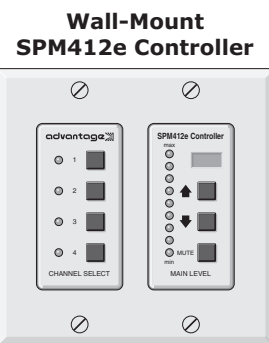 Wall-Mount
SPM412e Controller
advantage
1
2
3
4
CHANNEL SELECT
SPM412e Controller
max
MUTE
min
MAIN LEVEL